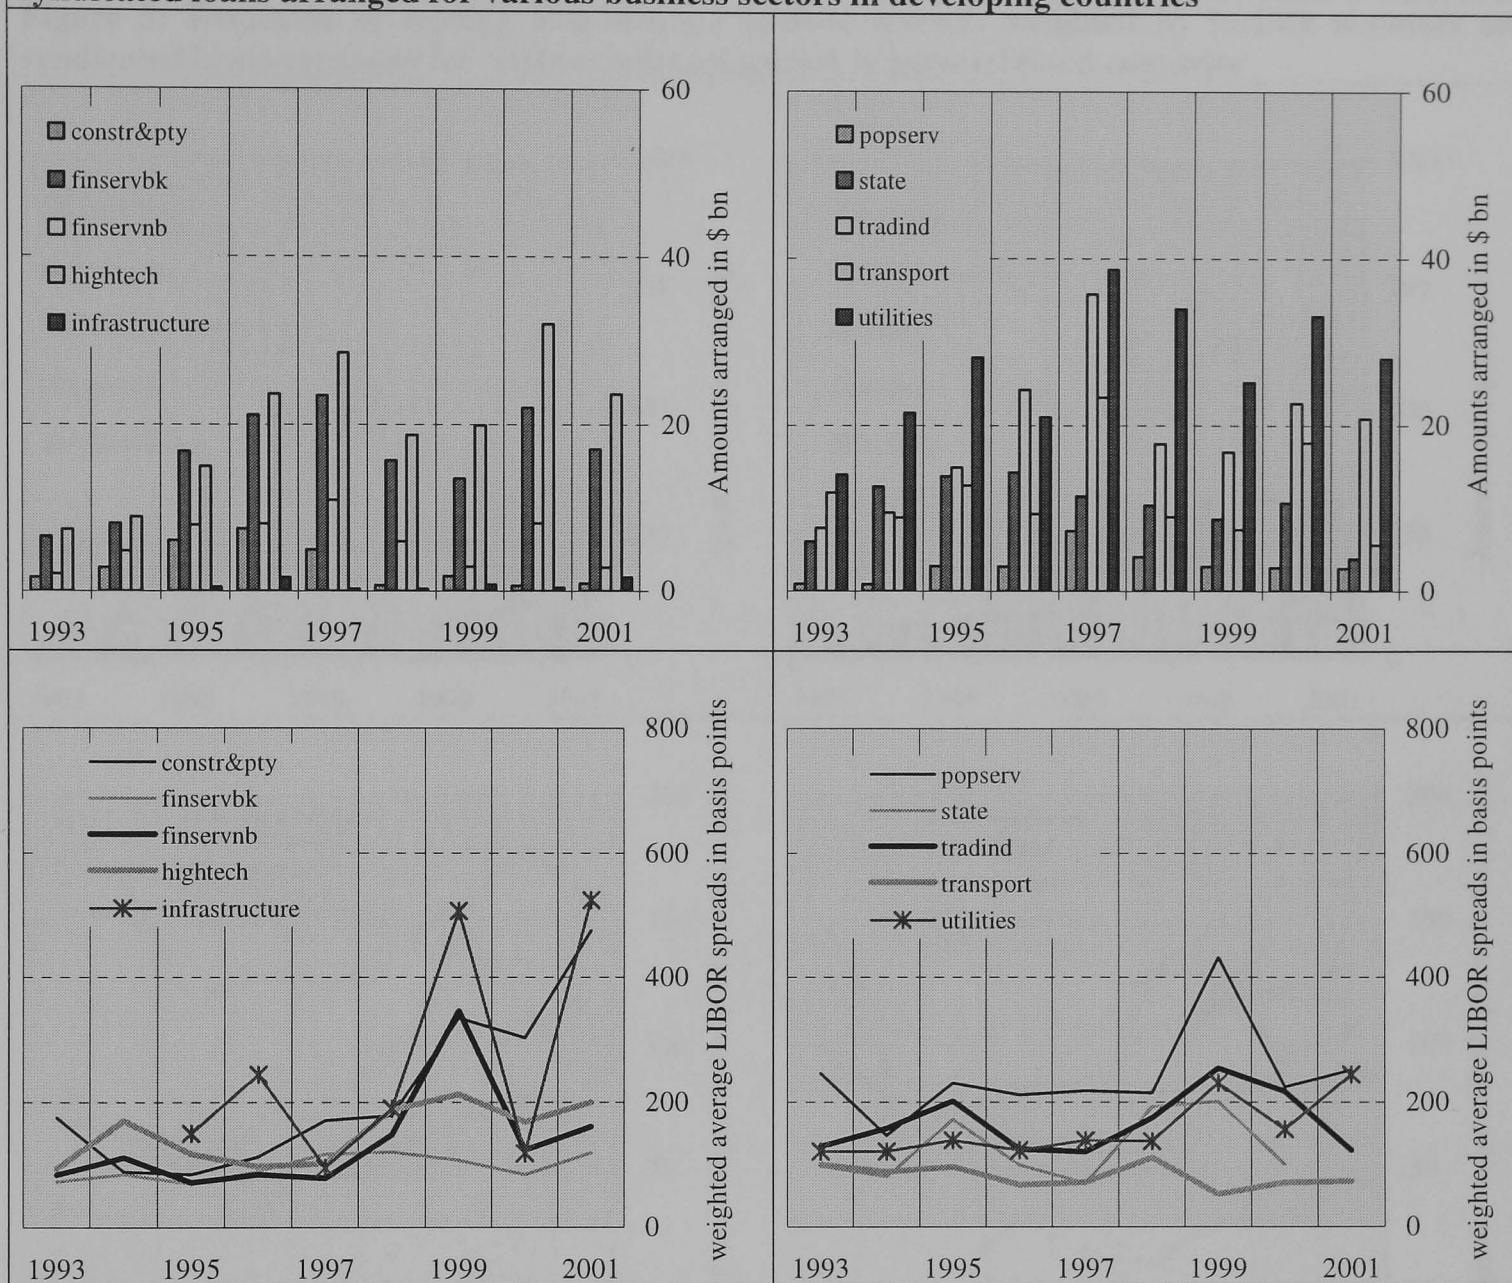 Syndicated loans arranged for various business sectors in developing countries
60
40
20
0
Amounts arranged in $ bn
constr&pty
finservbk
finservnb
hightech
infrastructure
1993 1995 1997 1999 2001
60
40
20
0
Amounts arranged in $ bn
popserv
state
tradind
transport
utilities
1993 1995 1997 1999 2001
800
600
400
200
0
weighted average LIBOR spreads in basis points
constr&pty
finservbk
finservnb
hightech
infrastructure
1993 1995 1997 1999 2001
800
600
400
200
0
weighted average LIBOR spreads in basis points
popserv
state
tradind
transport
utilities
1993 1995 1997 1999 2001